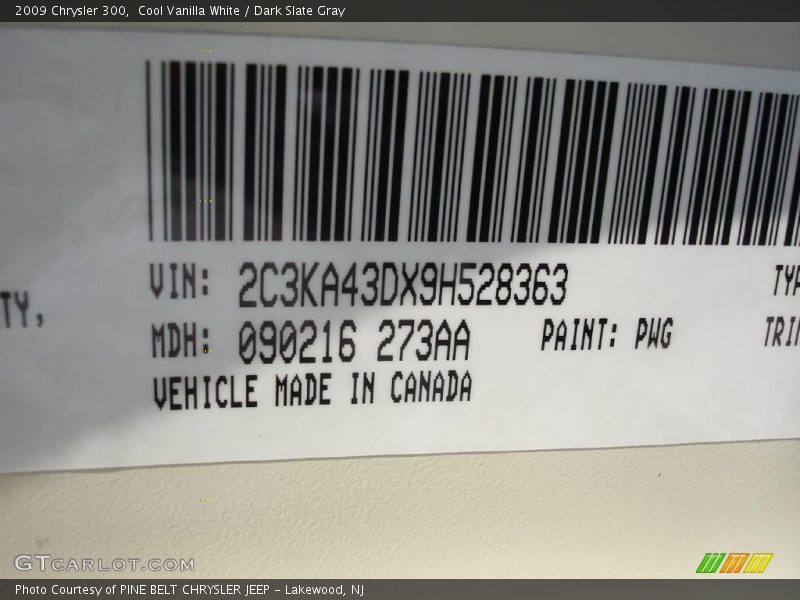 2009 Chrysler 300,  Cool Vanilla White / Dark Slate Gray
VIN: 2C3KA43DX9H528363
TY,
MDH: 090216 273AA
PAINT: PWG
VEHICLE MADE IN CANADA
GTCARLOT.COM
Photo Courtesy of PINE BELT CHRYSLER JEEP - Lakewood, NJ